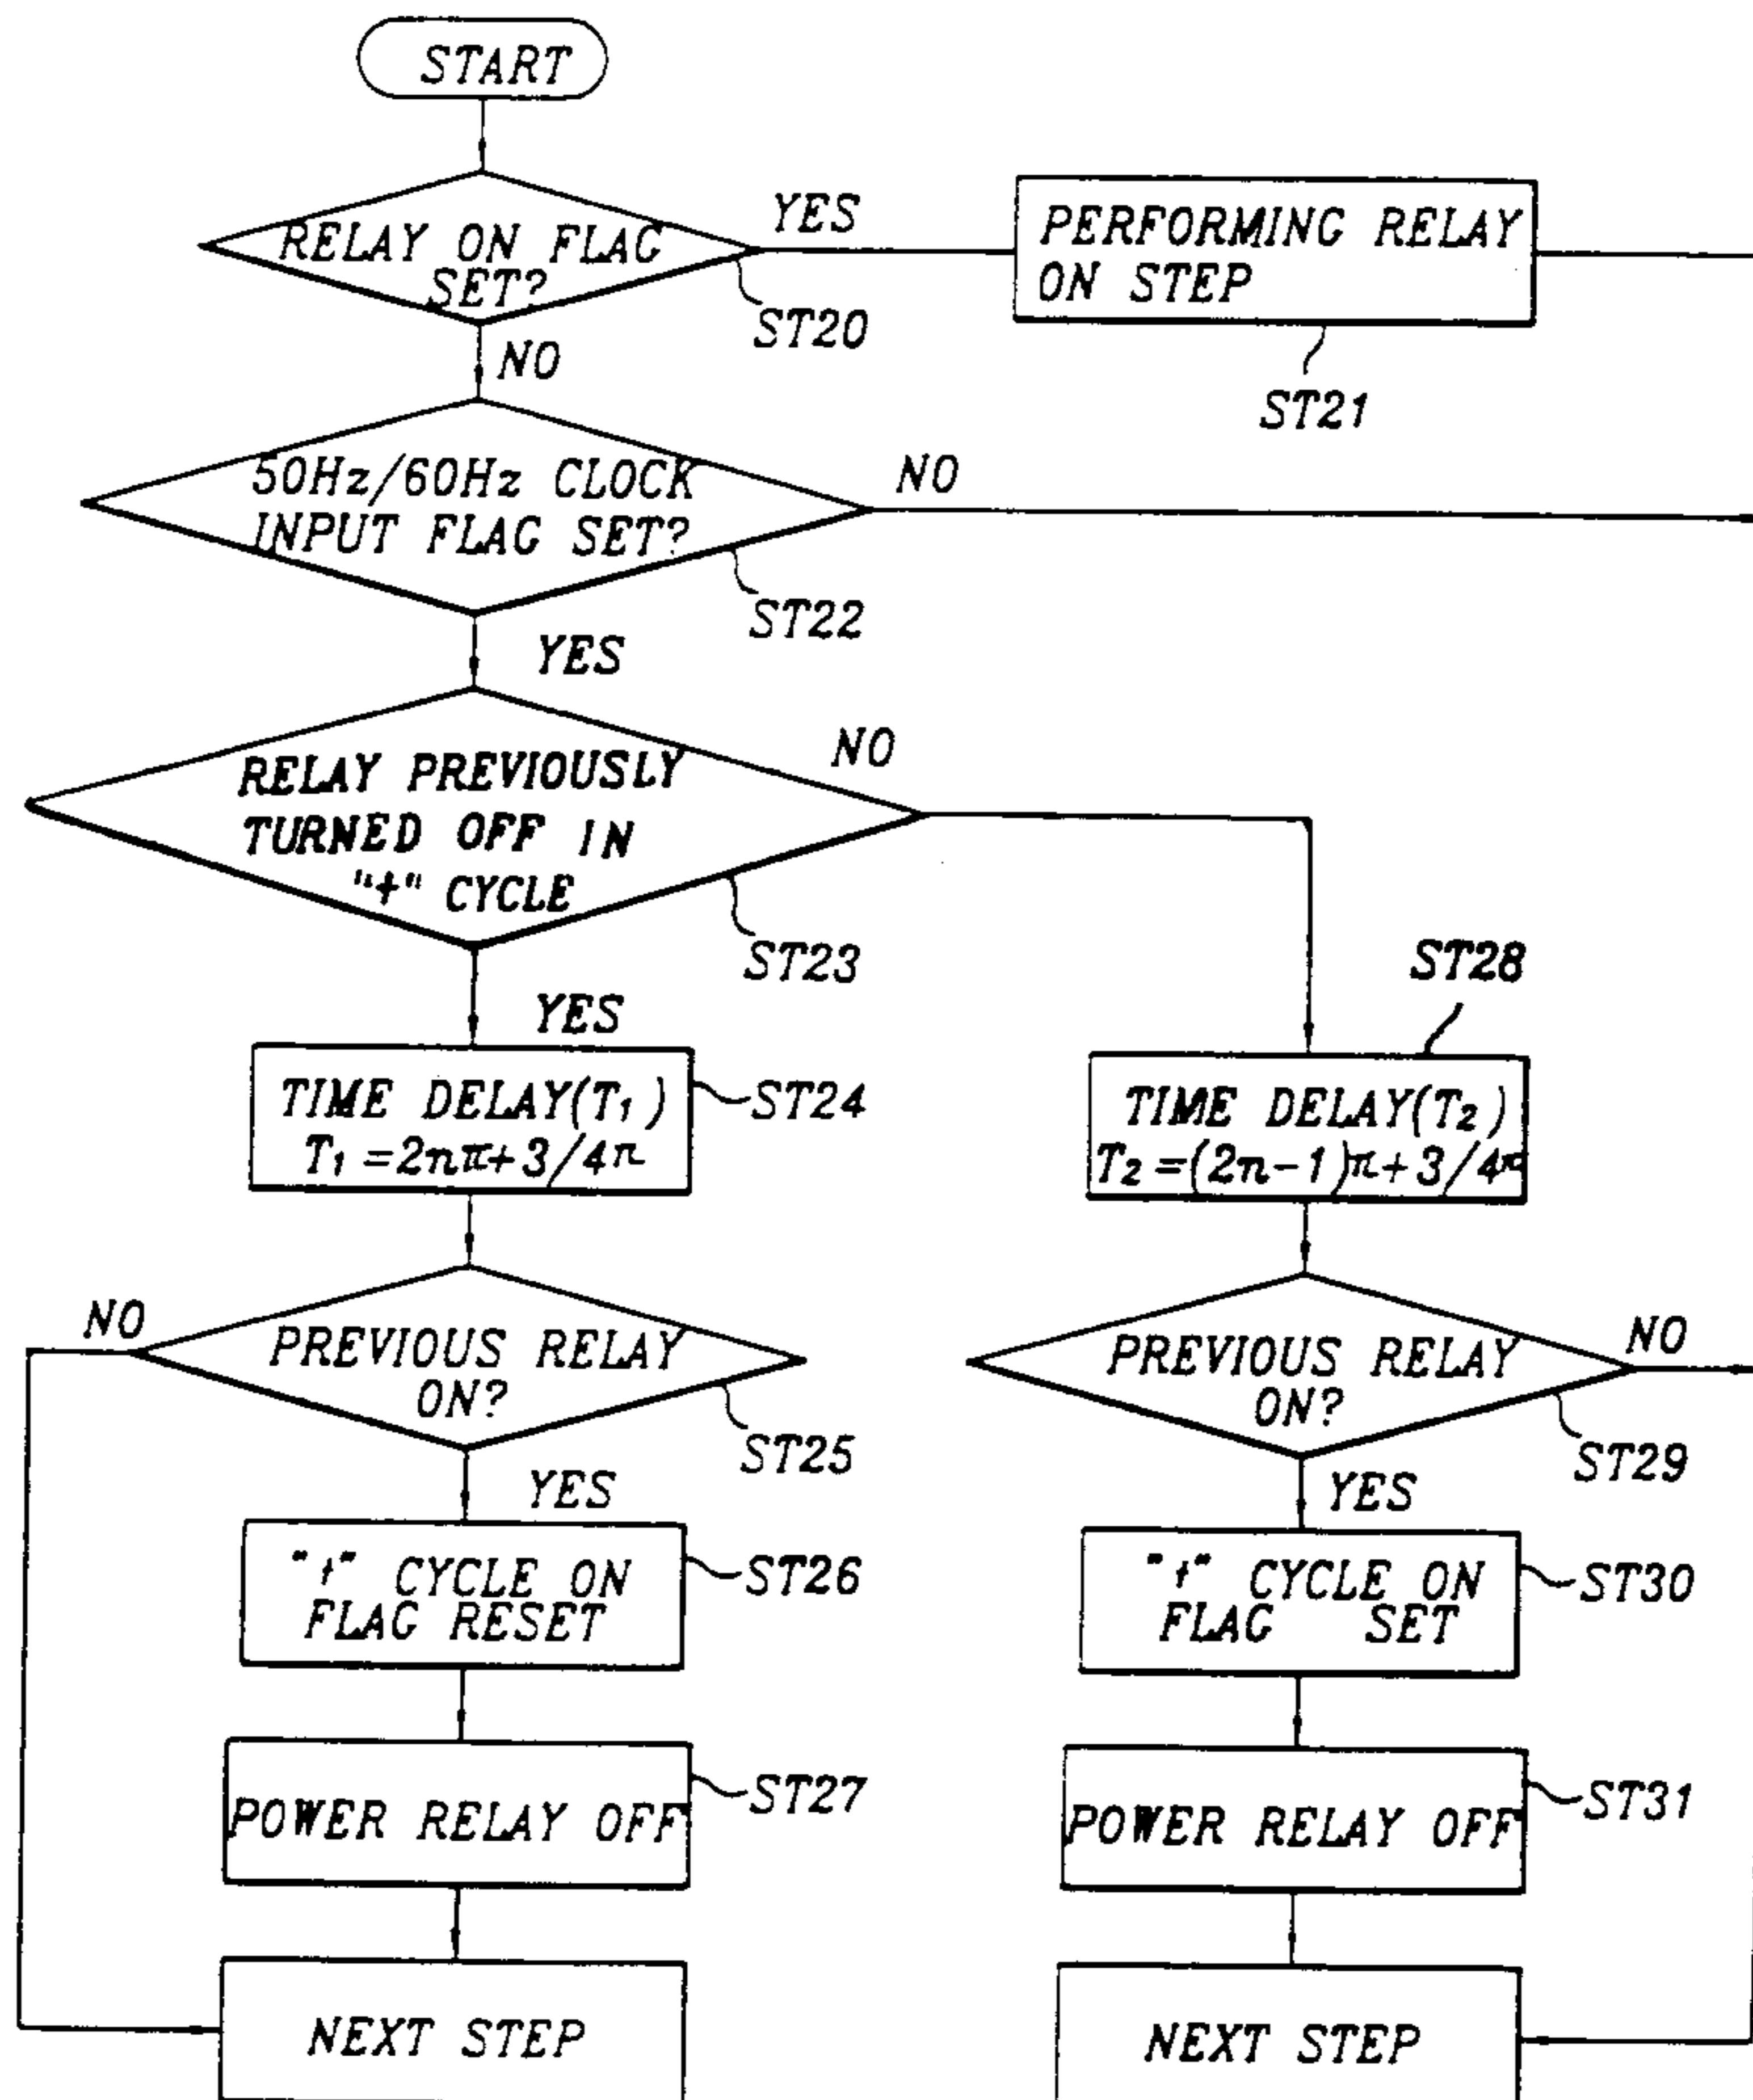 START
RELAY ON FLAG
SET?
YES
ST20
PERFORMING RELAY
ON STEP
ST21
NO
50Hz/60Hz CLOCK
INPUT FLAG SET?
NO
ST22
YES
RELAY PREVIOUSLY
TURNED OFF IN
"+" CYCLE
NO
ST23
YES
TIME DELAY(T1)
T1=2nπ+3/4π
ST24
ST28
TIME DELAY(T2)
T2=(2n-1)π+3/4π
NO
PREVIOUS RELAY
ON?
ST25
PREVIOUS RELAY
ON?
NO
ST29
YES
"+" CYCLE ON
FLAG RESET
ST26
YES
"+" CYCLE ON
FLAG SET
ST30
POWER RELAY OFF
ST27
POWER RELAY OFF
ST31
NEXT STEP
NEXT STEP